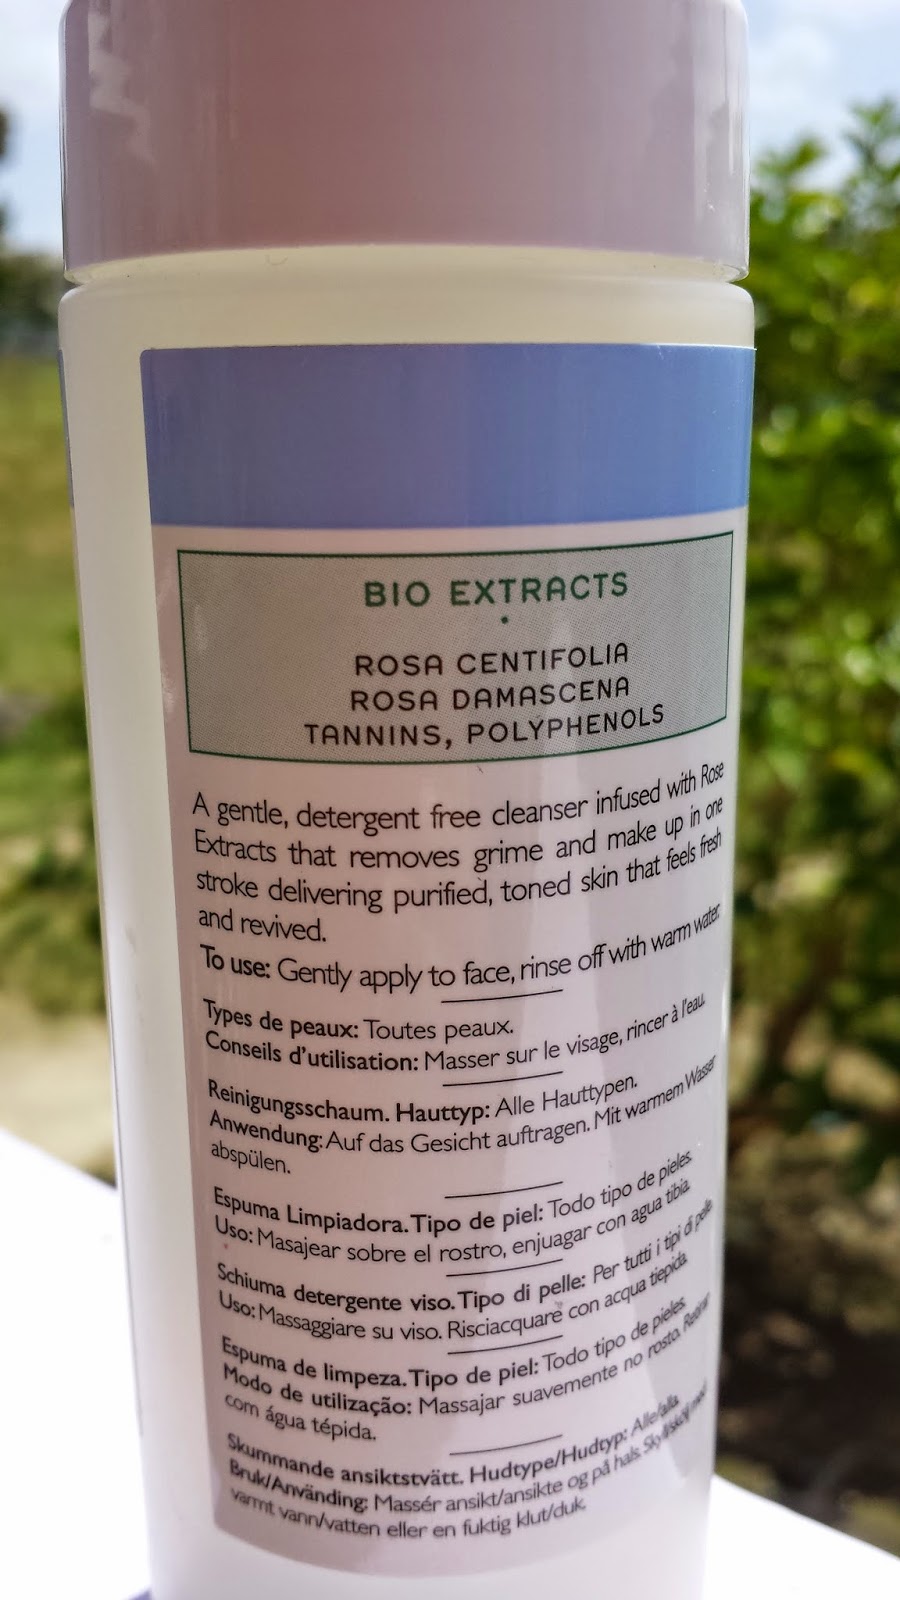 BIO EXTRACTS
ROSA CENTIFOLIA
ROSA DAMASCENA
TANNINS, POLYPHENOLS
A gentle, detergent free cleanser infused with Rose
Extracts that removes grime and make up in one
stroke delivering purified, toned skin that feels fresh
and revived.
To use: Gently apply to face, rinse off with warm water.
Types de peaux: Toutes peaux.
Conseils d'utilisation: Masser sur le visage, rincer à l'eau.
Reinigungsschaum. Hauttyp: Alle Hauttypen.
Anwendung: Auf das Gesicht auftragen. Mit warmem Wasser
abspülen.
Espuma Limpiadora. Tipo de piel: Todo tipo de pieles.
Uso: Masajear sobre el rostro, enjuagar con agua tibia.
Schiuma detergente viso. Tipo di pelle: Per tutti i tipi di pelle.
Uso: Massaggiare su viso. Risciacquare con acqua tiepida.
Espuma de limpeza. Tipo de piel: Todo tipo de pieles.
Modo de utilização: Massajar suavemente no rosto. Retirar
com água tépida.
Skummande ansiktstvätt. Hudtype/Hudtyp: Alle/alla.
Bruk/Använding: Massér ansikt/ansikte og på hals. Skyll/skölj med
varmt vann/vatten eller en fuktig klut/duk.